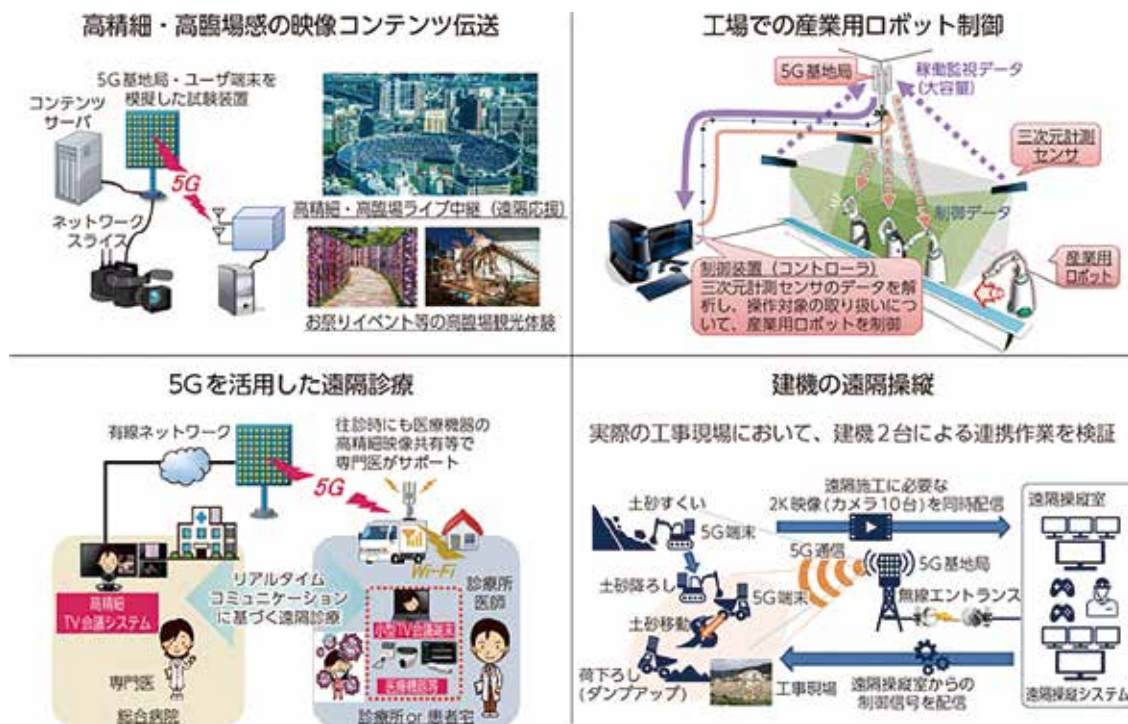 高精細・高臨場感の映像コンテンツ伝送
5G基地局・ユーザ端末を
模擬した試験装置
コンテンツ
サーバ
5G
ネットワーク
スライス
高精細・高臨場ライブ中継（遠隔応援）
お祭りイベント等の高臨場観光体験
工場での産業用ロボット制御
5G基地局
稼働監視データ
（大容量）
三次元計測
センサ
制御データ
産業用
ロボット
制御装置（コントローラ）
三次元計測センサのデータを解
析し、操作対象の取り扱いにつ
いて、産業用ロボットを制御
5Gを活用した遠隔診療
有線ネットワーク
往診時にも医療機器の
高精細映像共有等で
専門医がサポート
5G
Wi-Fi
リアルタイム
コミュニケーション
に基づく遠隔診療
高精細
TV会議システム
専門医
総合病院
診療所
医師
小型TV会議端末
医療機器等
診療所or 患者宅
建機の遠隔操縦
実際の工事現場において、建機2台による連携作業を検証
土砂すくい
5G端末
土砂降ろし
5G端末
土砂移動
荷下ろし
（ダンプアップ）
工事現場
遠隔施工に必要な
2K映像（カメラ10台）を同時配信
5G通信
5G基地局
無線エントランス
遠隔操縦室からの
制御信号を配信
遠隔操縦室
遠隔操縦システム